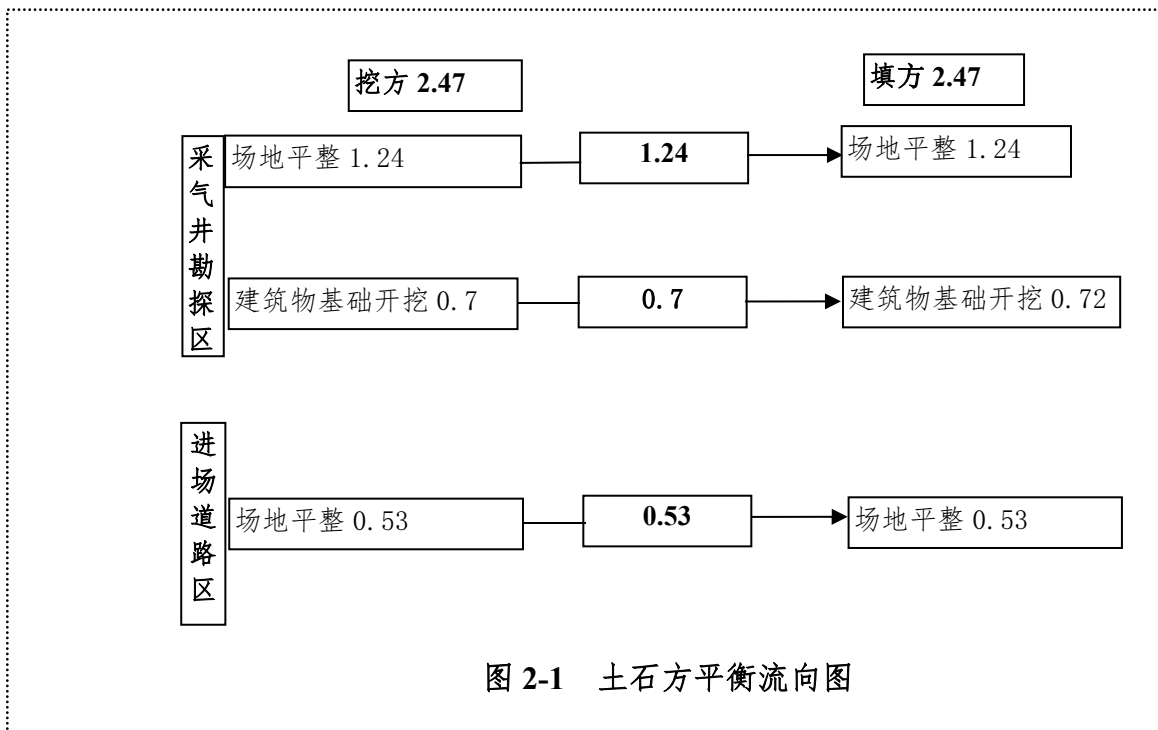 挖方 2.47
填方 2.47
采气井勘探区
场地平整 1.24
1.24
场地平整 1.24
建筑物基础开挖 0.7
0.7
建筑物基础开挖 0.72
进场道路区
场地平整 0.53
0.53
场地平整 0.53
图 2-1 土石方平衡流向图